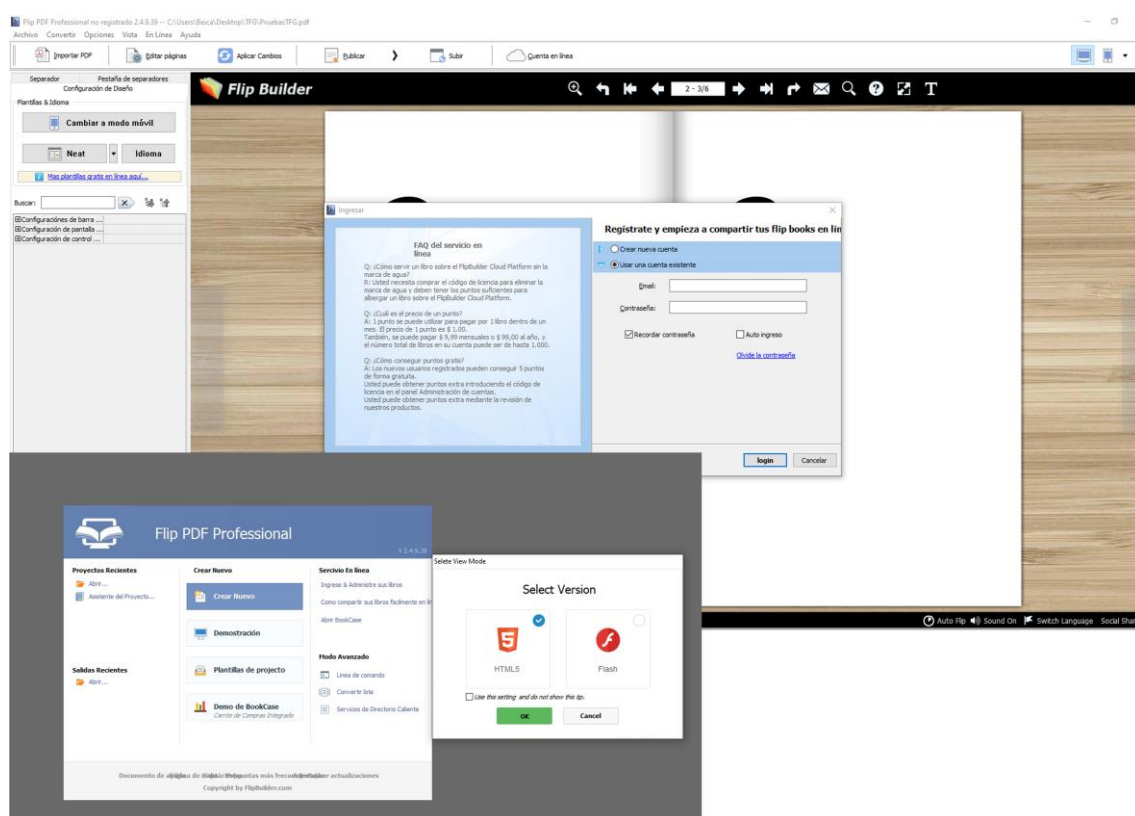 Flip PDF Professional no registrado 2.4.9.39 -- C:\Users\Beica\Desktop\TFG\PruebasTFG.pdf
Archivo Convertir Opciones Vista En Línea Ayuda
Importar PDF Editar páginas Aplicar Cambios Publicar Subir Cuenta en línea
Separador Pestaña de separadores
Configuración de Diseño
Plantillas & Idioma
Cambiar a modo móvil
Neat Idioma
Mas plantillas gratis en línea aquí...
Buscar:
Configuraciónes de barra ...
Configuración de pantalla ...
Configuración de control ...
Flip Builder
2 - 3/6
T
Ingresar
FAQ del servicio en
línea
Q: ¿Cómo servir un libro sobre el FlipBuilder Cloud Platform sin la
marca de agua?
R: Usted necesita comprar el código de licencia para eliminar la
marca de agua y deben tener los puntos suficientes para
albergar un libro sobre el FlipBuilder Cloud Platform.
Q: ¿Cuál es el precio de un punto?
A: 1 punto se puede utilizar para pagar por 1 libro dentro de un
mes. El precio de 1 punto es $ 1.00.
También, se puede pagar $ 9,99 mensuales o $ 99,00 al año, y
el número total de libros en su cuenta puede ser de hasta 1.000.
Q: ¿Cómo conseguir puntos gratis?
A: Los nuevos usuarios registrados pueden conseguir 5 puntos
de forma gratuita.
Usted puede obtener puntos extra introduciendo el código de
licencia en el panel Administración de cuentas.
Usted puede obtener puntos extra mediante la revisión de
nuestros productos.
Regístrate y empieza a compartir tus flip books en lín
Crear nueva cuenta
Usar una cuenta existente
Email:
Contraseña:
Recordar contraseña Auto ingreso
Olvide la contraseña
login Cancelar
Flip PDF Professional
V 2.4.9.39
Proyectos Recientes
Abrir...
Asistente del Proyecto...
Salidas Recientes
Abrir...
Crear Nuevo
Crear Nuevo
Demostración
Plantillas de projecto
Demo de BookCase
Carrito de Compras Integrado
Sercivio En línea
Ingrese & Administre sus libros
Como compartir sus libros facilmente en lí
Abrir BookCase
Modo Avanzado
Linea de comando
Convertir lote
Servicios de Directorio Caliente
Documento de
de
más
actualizaciones
Copyright by FlipBuilder.com
Selete View Mode
Select Version
HTML5 Flash
Use this setting and do not show this tip.
OK Cancel
Auto Flip Sound On Switch Language Social Shar